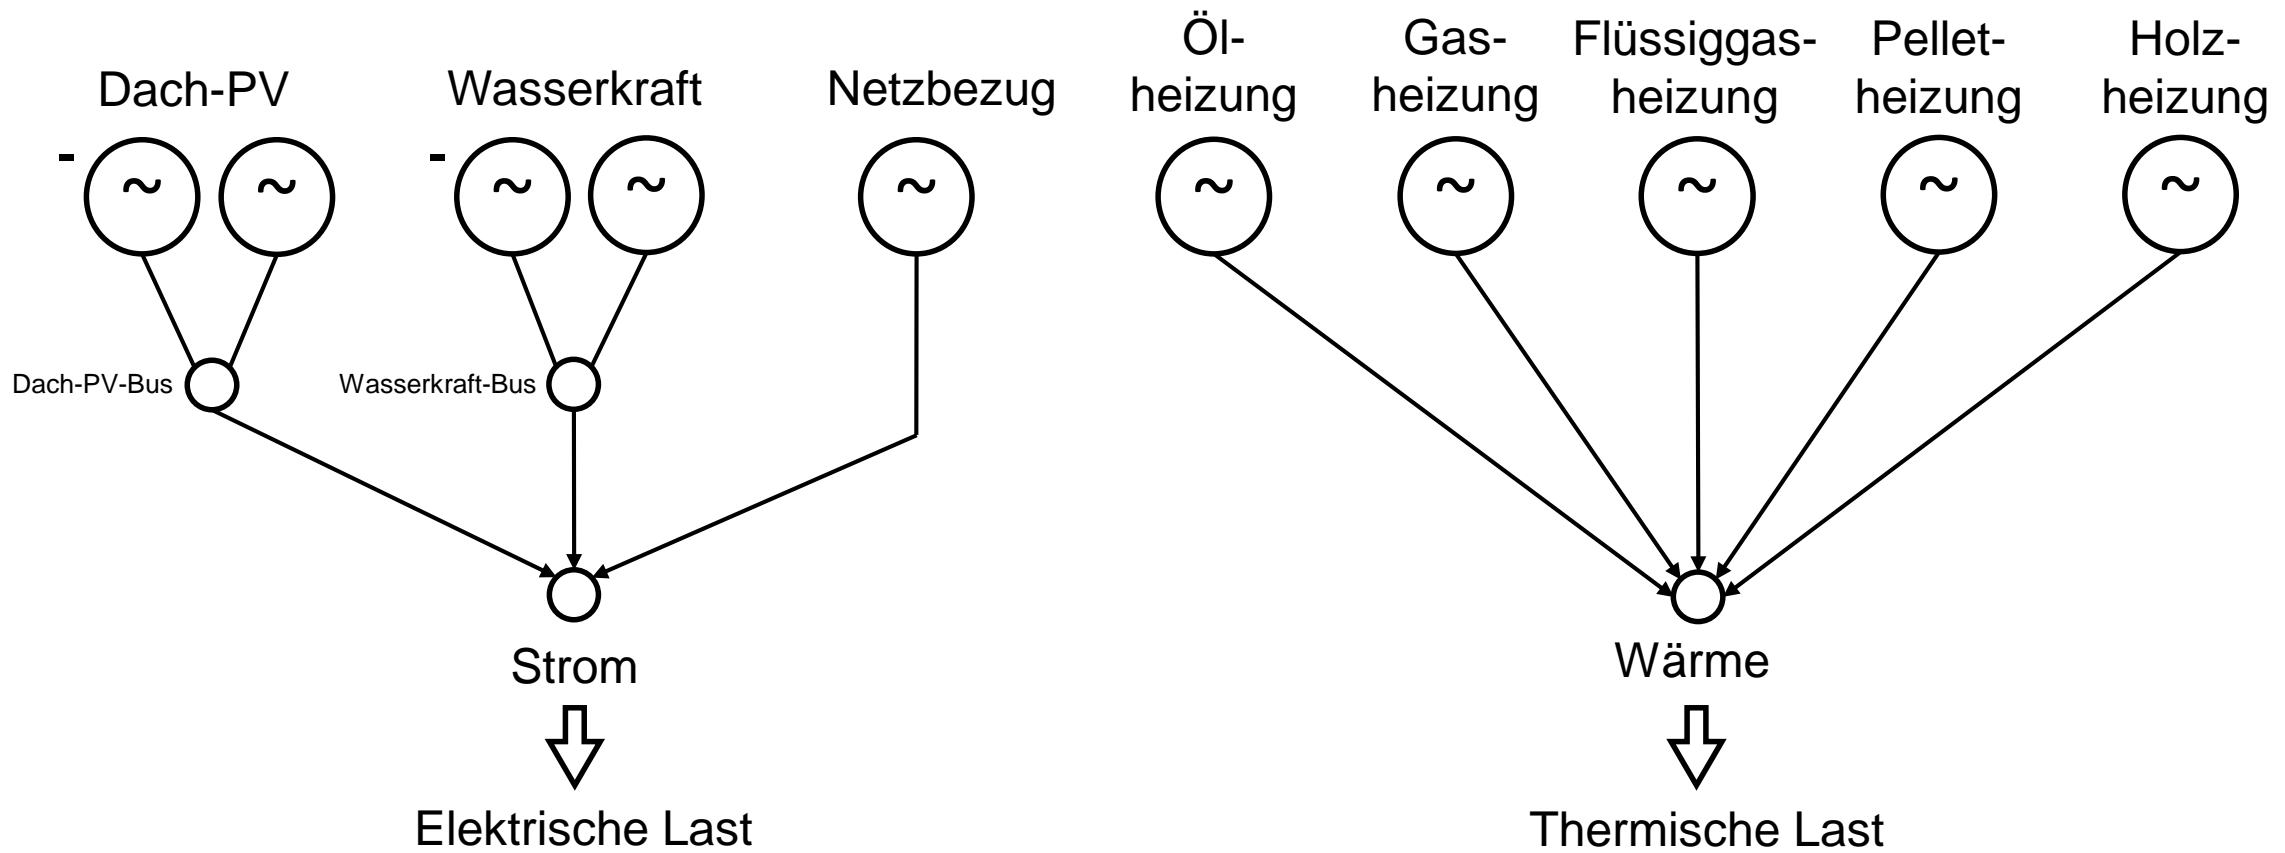 Dach-PV
Wasserkraft
Netzbezug
Öl-
heizung
Gas-
heizung
Flüssiggas-
heizung
Pellet-
heizung
Holz-
heizung
-
~
~
-
~
~
~
~
~
~
~
~
Dach-PV-Bus
Wasserkraft-Bus
Strom
Wärme
Elektrische Last
Thermische Last